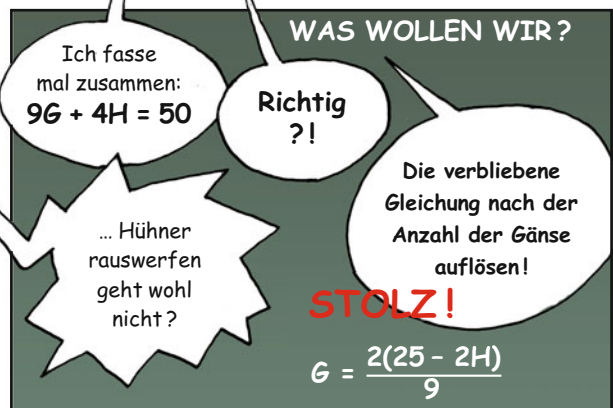 WAS WOLLEN WIR?
Ich fasse
mal zusammen:
9G + 4H = 50
Richtig
?!
Die verbliebene
Gleichung nach der
Anzahl der Gänse
auflösen!
… Hühner
rauswerfen
geht wohl
nicht?
STOLZ!
G = 2(25 – 2H)
9